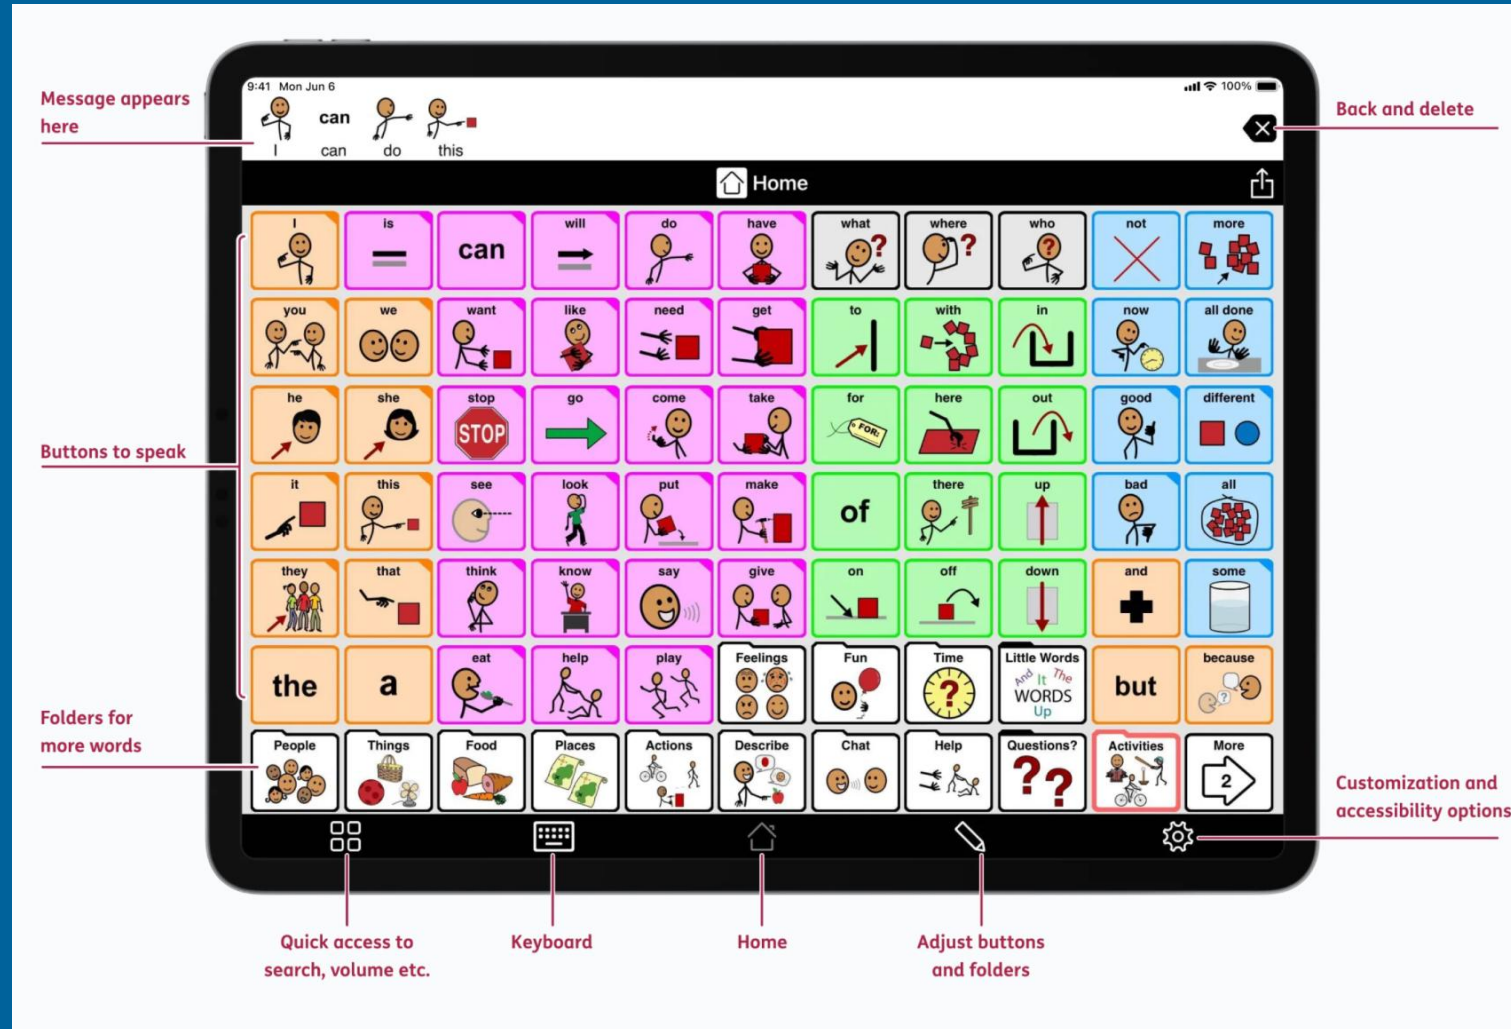 9:41 Mon Jun 6
100%
Message appears
here
can
I can do this
Back and delete
Home
Buttons to speak
I is can will do have what where who not more
you we want like need get to with in now all done
he she stop go come take for here out good different
STOP
FOR:
it this see look put make of there up bad all
they that think know say give on off down and some
the a eat help play Feelings Fun Time Little Words but because
And It The
WORDS
Up
Folders for
more words
People Things Food Places Actions Describe Chat Help Questions? Activities More
2
Customization and
accessibility options
Quick access to
search, volume etc.
Keyboard
Home
Adjust buttons
and folders